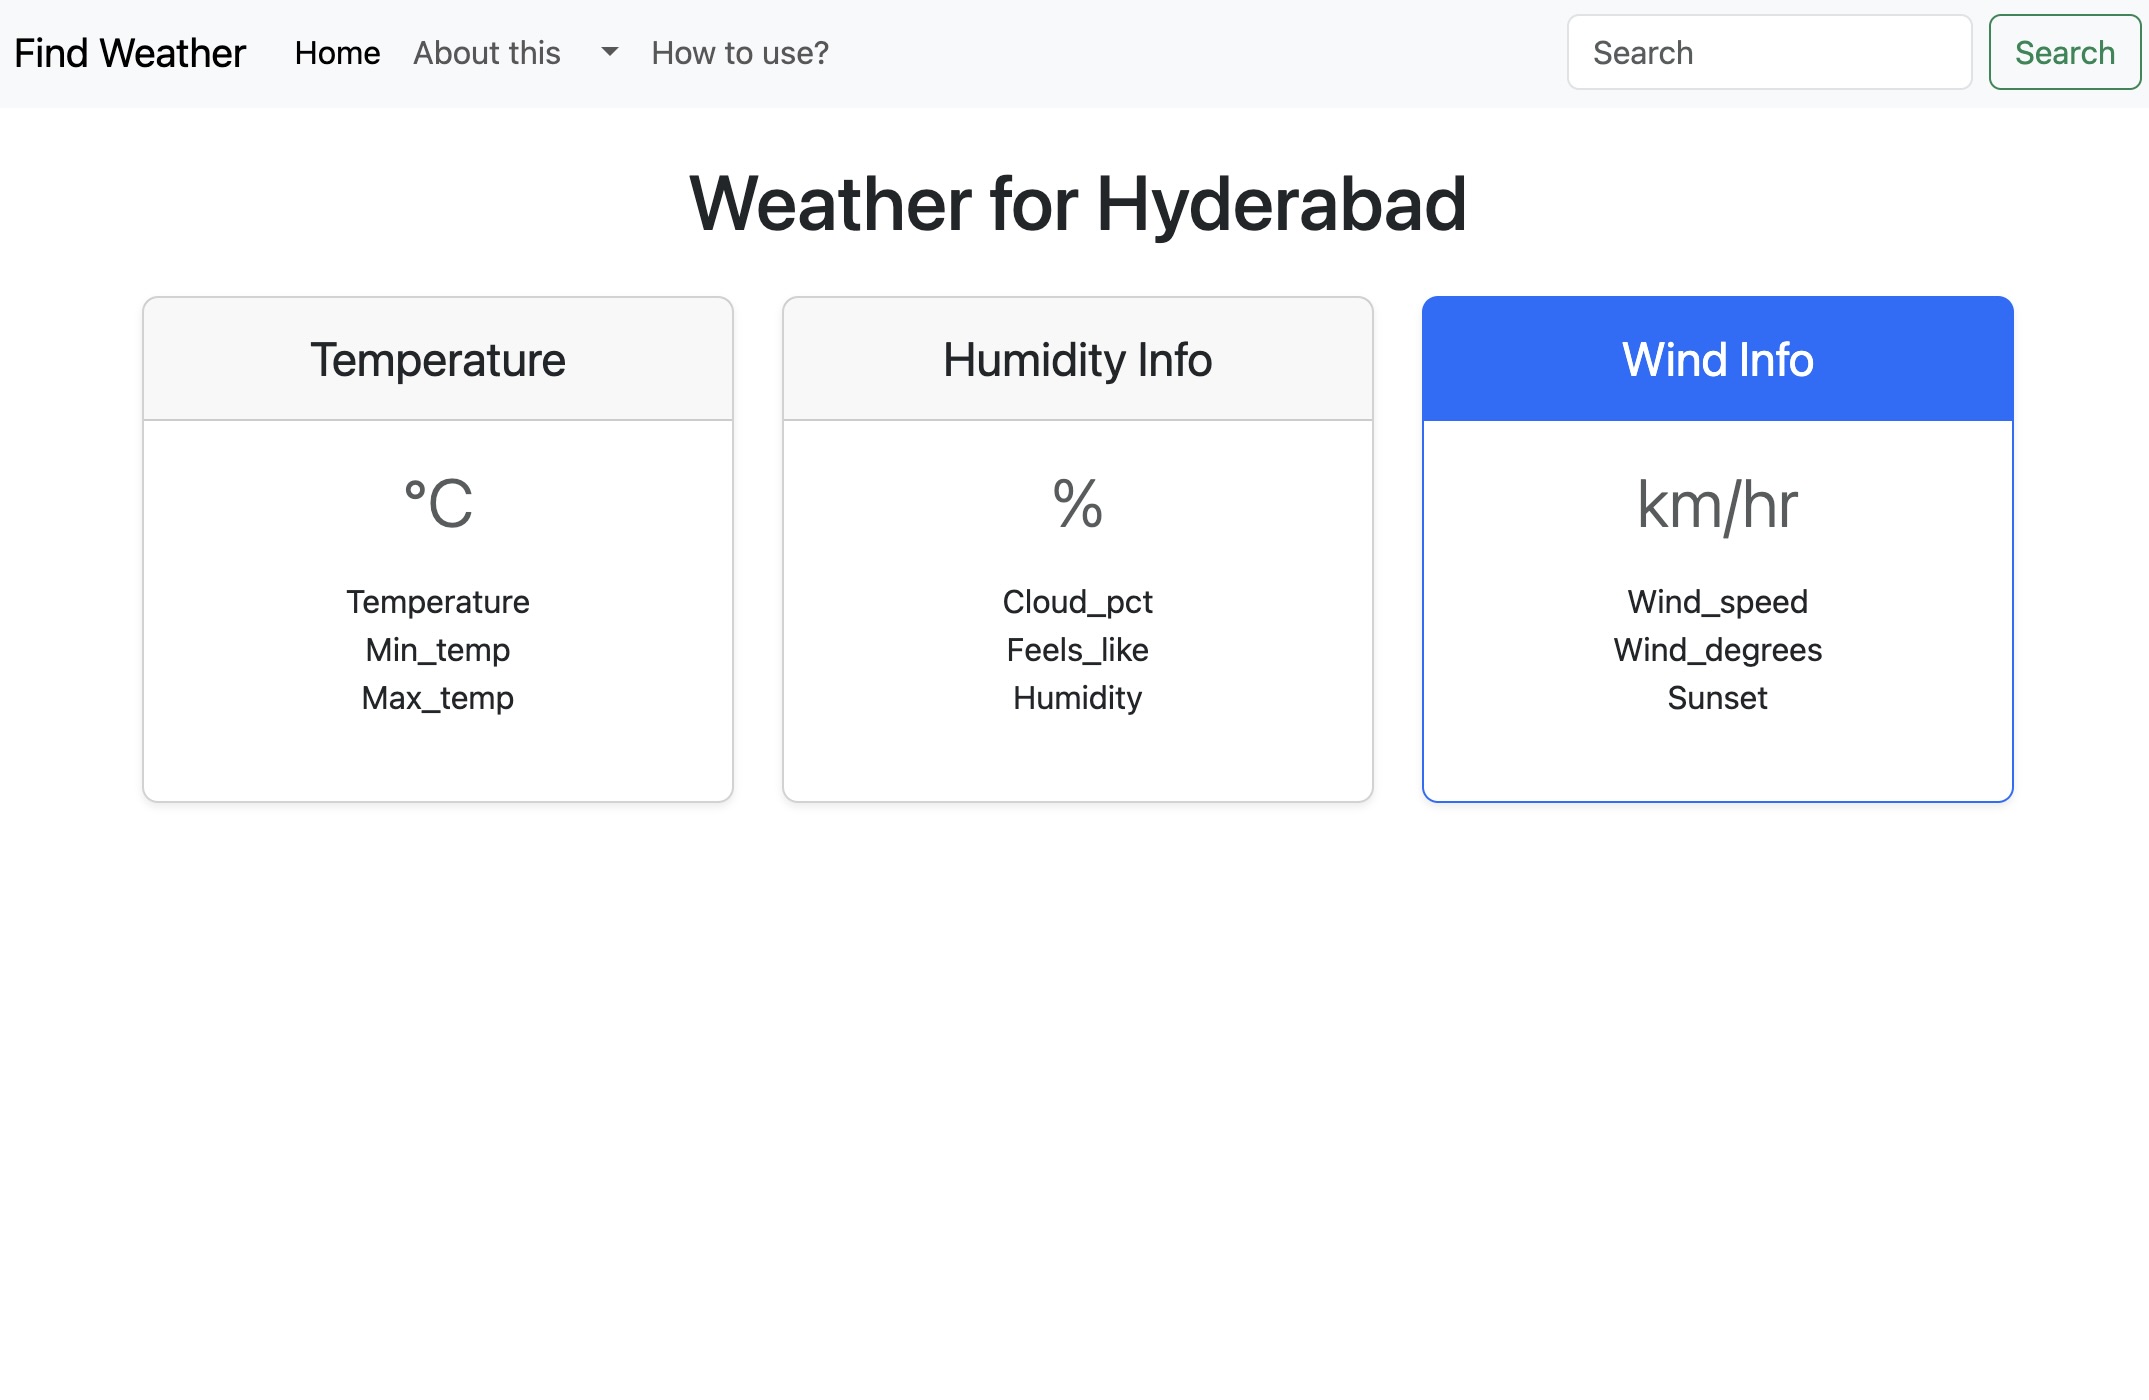 Find Weather Home About this How to use? Search Search
Weather for Hyderabad
Temperature
°C
Temperature
Min_temp
Max_temp
Humidity Info
%
Cloud_pct
Feels_like
Humidity
Wind Info
km/hr
Wind_speed
Wind_degrees
Sunset